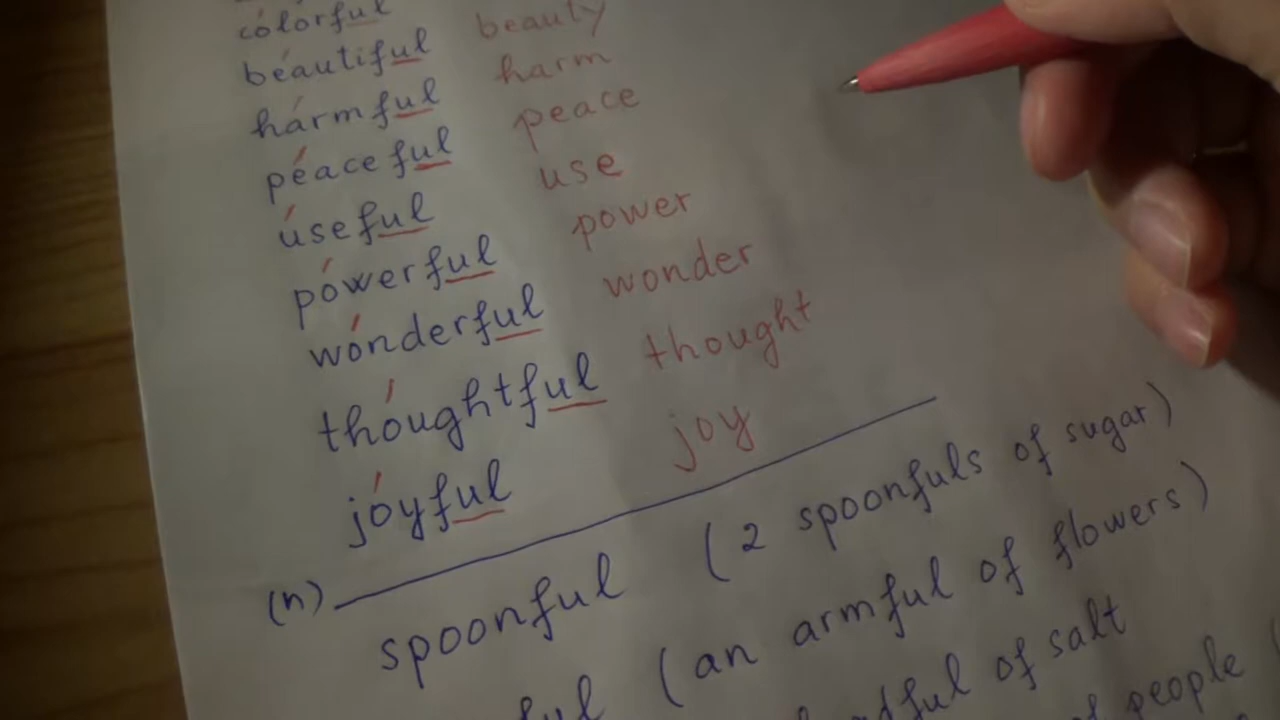 colorful
beautiful beauty
harmful harm
peaceful peace
useful use
powerful power
wonderful wonder
thoughtful thought
joyful joy
(n)
spoonful (2 spoonfuls of sugar)
(an armful of flowers)
of salt
of people